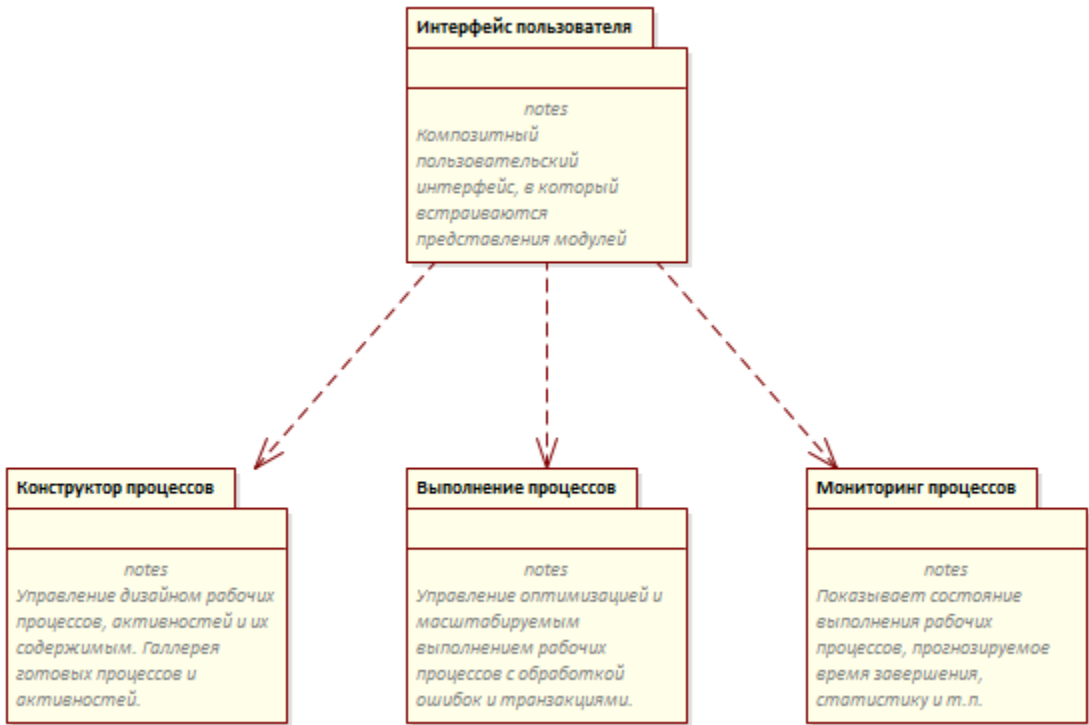 Интерфейс пользователя
notes
Композитный
пользовательский
интерфейс, в который
встраиваются
представления модулей
Конструктор процессов
notes
Управление дизайном рабочих
процессов, активностей и их
содержимым. Галлерея
готовых процессов и
активностей.
Выполнение процессов
notes
Управление оптимизацией и
масштабируемым
выполнением рабочих
процессов с обработкой
ошибок и транзакциями.
Мониторинг процессов
notes
Показывает состояние
выполнения рабочих
процессов, прогнозируемое
время завершения,
статистику и т.п.